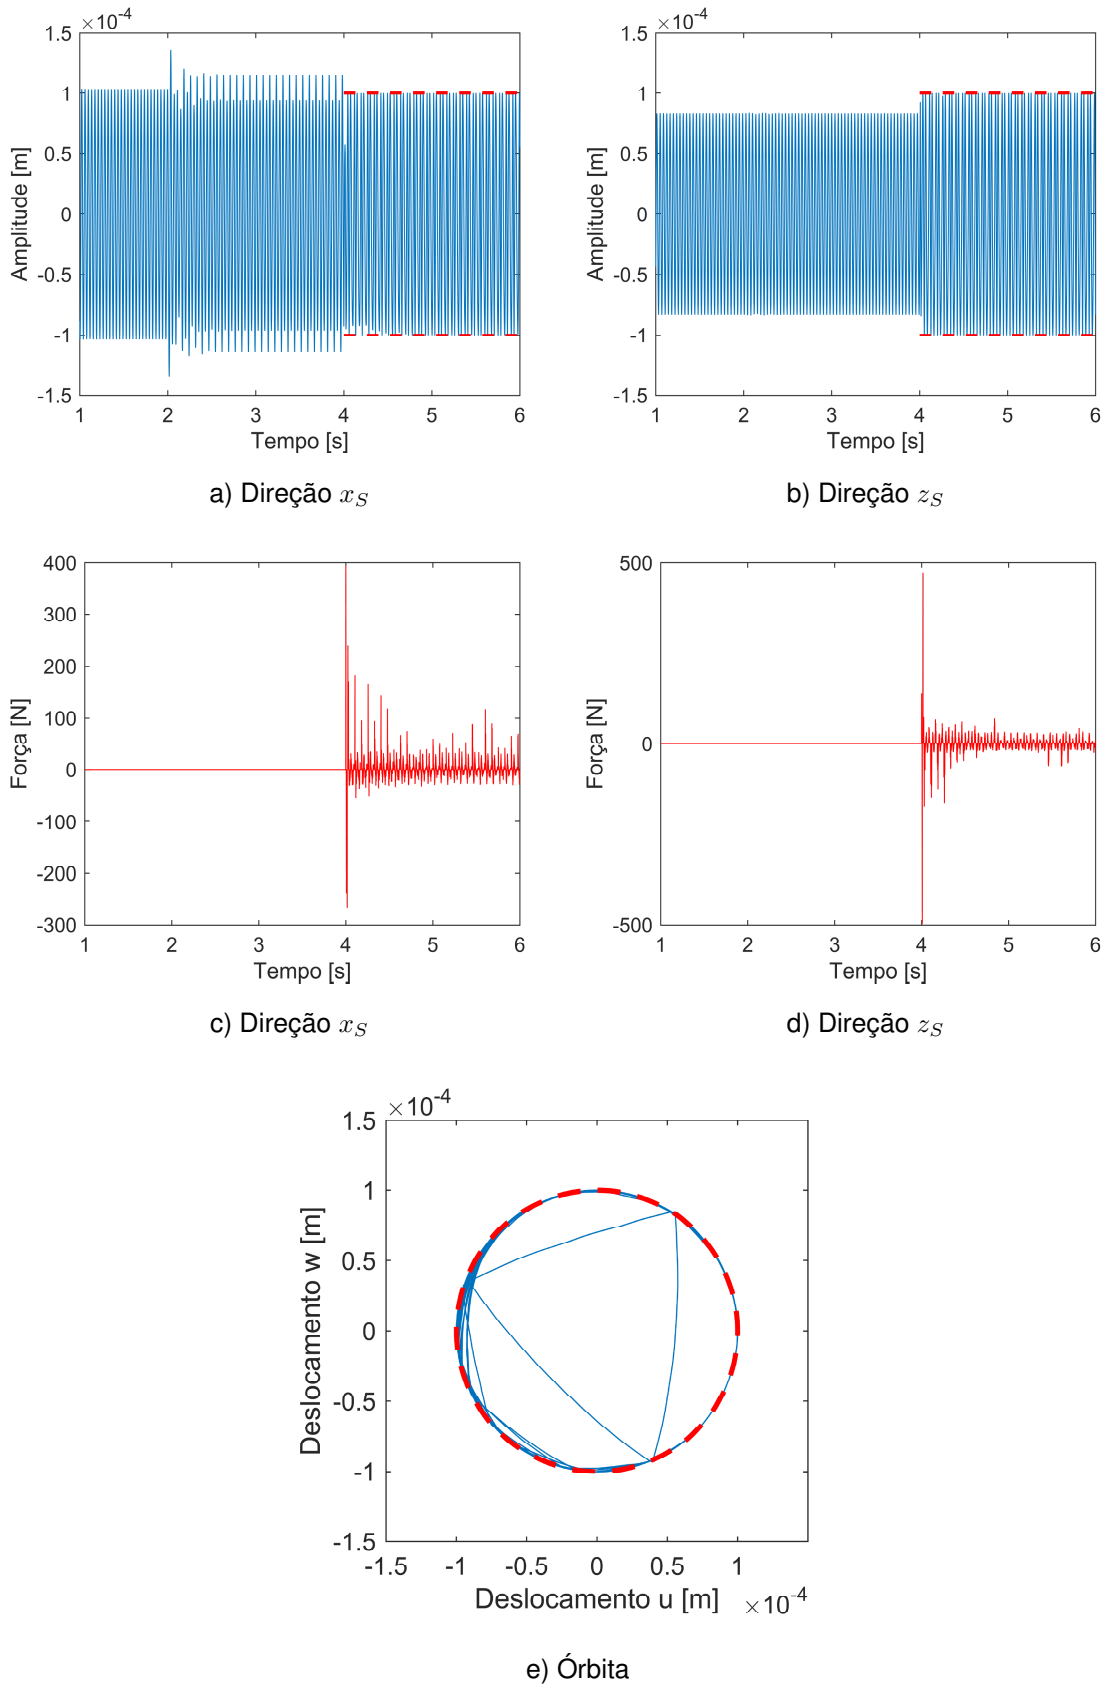 ×10⁻⁴
1.5
1
0.5
0
-0.5
-1
-1.5
Amplitude [m]
1 2 3 4 5 6
Tempo [s]
a) Direção x_S
×10⁻⁴
1.5
1
0.5
0
-0.5
-1
-1.5
Amplitude [m]
1 2 3 4 5 6
Tempo [s]
b) Direção z_S
400
300
200
100
0
-100
-200
-300
Força [N]
1 2 3 4 5 6
Tempo [s]
c) Direção x_S
500
0
-500
Força [N]
1 2 3 4 5 6
Tempo [s]
d) Direção z_S
×10⁻⁴
1.5
1
0.5
0
-0.5
-1
-1.5
Deslocamento w [m]
-1.5 -1 -0.5 0 0.5 1
Deslocamento u [m] ×10⁻⁴
e) Órbita